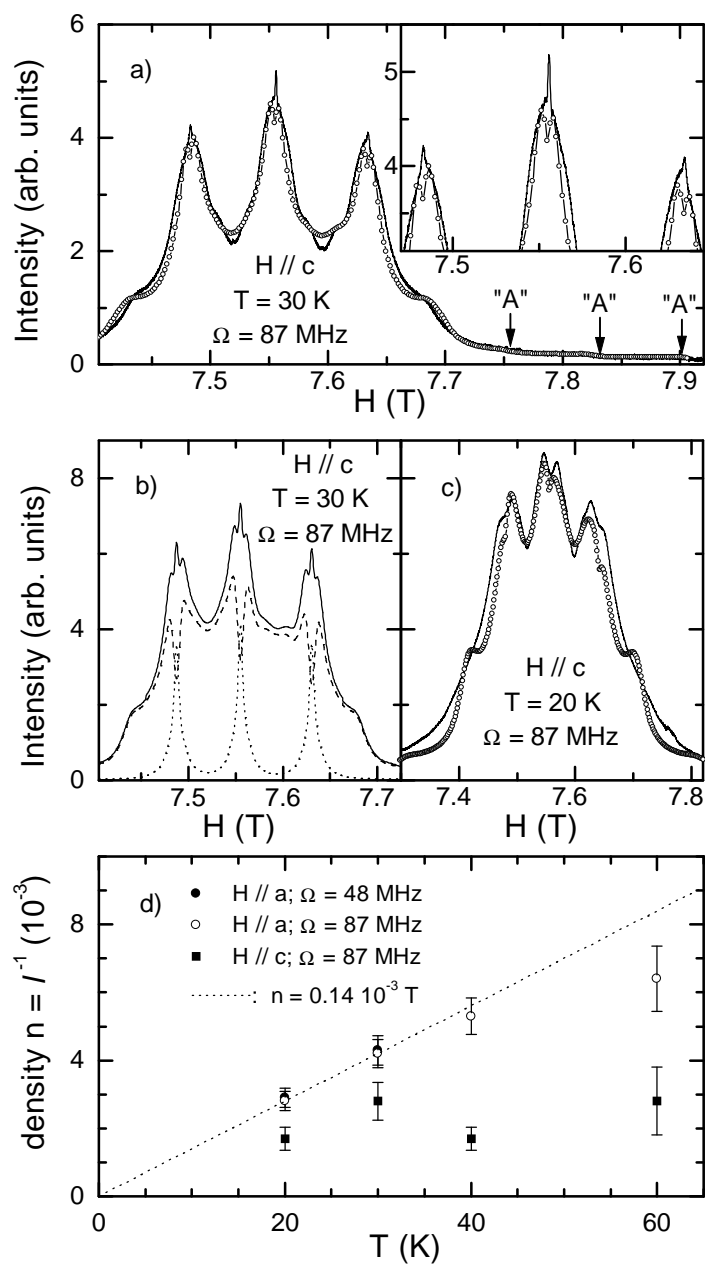 a)
Intensity (arb. units)
6
4
2
0
H // c
T = 30 K
Ω = 87 MHz
5
4
7.5
7.6
"A" "A" "A"
7.5 7.6 7.7 7.8 7.9
H (T)
b)
Intensity (arb. units)
8
4
0
H // c
T = 30 K
Ω = 87 MHz
7.5 7.6 7.7
H (T)
c)
H // c
T = 20 K
Ω = 87 MHz
7.4 7.6 7.8
H (T)
d)
density n = l⁻¹ (10⁻³)
8
4
0
H // a; Ω = 48 MHz
H // a; Ω = 87 MHz
H // c; Ω = 87 MHz
: n = 0.14 10⁻³ T
0 20 40 60
T (K)